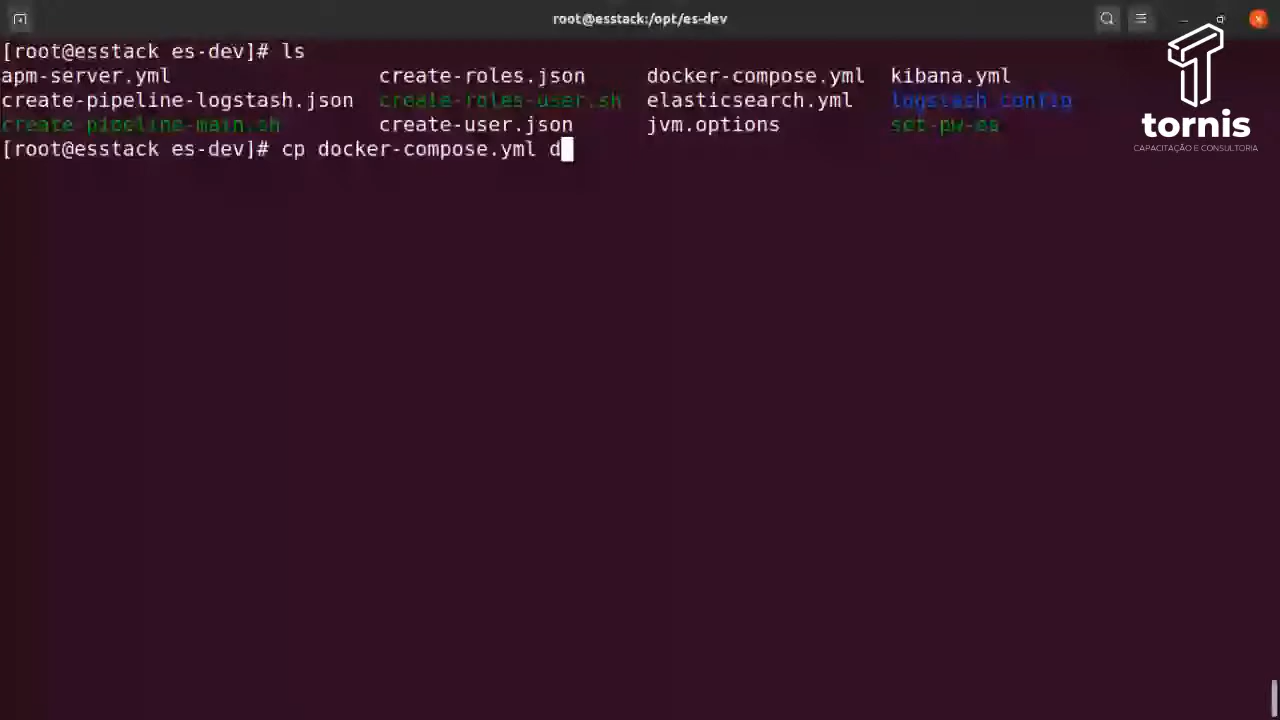 root@esstack:/opt/es-dev
[root@esstack es-dev]# ls
apm-server.yml create-roles.json docker-compose.yml kibana.yml
create-pipeline-logstash.json create-roles-user.sh elasticsearch.yml logstash_config
create-pipeline-main.sh create-user.json jvm.options set-pw-es
[root@esstack es-dev]# cp docker-compose.yml d
tornis
CAPACITAÇÃO E CONSULTORIA